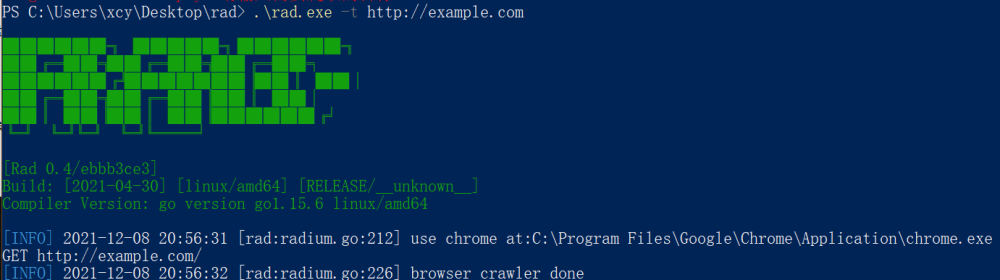 PS C:\Users\xcy\Desktop\rad> .\rad.exe -t http://example.com
RAD
[Rad 0.4/ebbb3ce3]
Build: [2021-04-30] [linux/amd64] [RELEASE/__unknown__]
Compiler Version: go version go1.15.6 linux/amd64
[INFO] 2021-12-08 20:56:31 [rad:radium.go:212] use chrome at:C:\Program Files\Google\Chrome\Application\chrome.exe
GET http://example.com/
[INFO] 2021-12-08 20:56:32 [rad:radium.go:226] browser crawler done